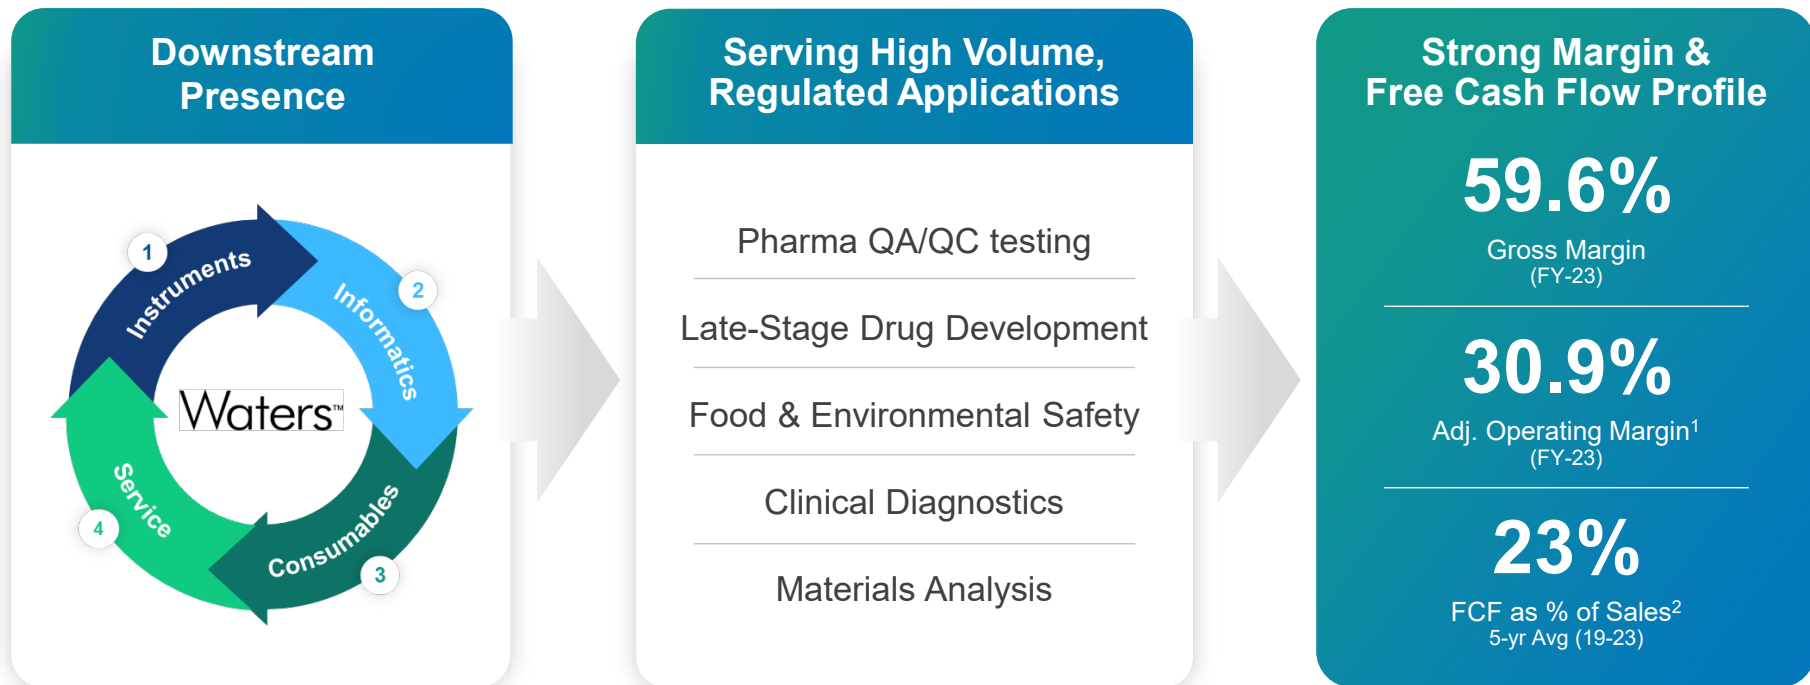 Downstream
Presence
1
Instruments
2
Informatics
Waters™
Service
4
Consumables
3
Serving High Volume,
Regulated Applications
Pharma QA/QC testing
Late-Stage Drug Development
Food & Environmental Safety
Clinical Diagnostics
Materials Analysis
Strong Margin &
Free Cash Flow Profile
59.6%
Gross Margin
(FY-23)
30.9%
Adj. Operating Margin¹
(FY-23)
23%
FCF as % of Sales²
5-yr Avg (19-23)